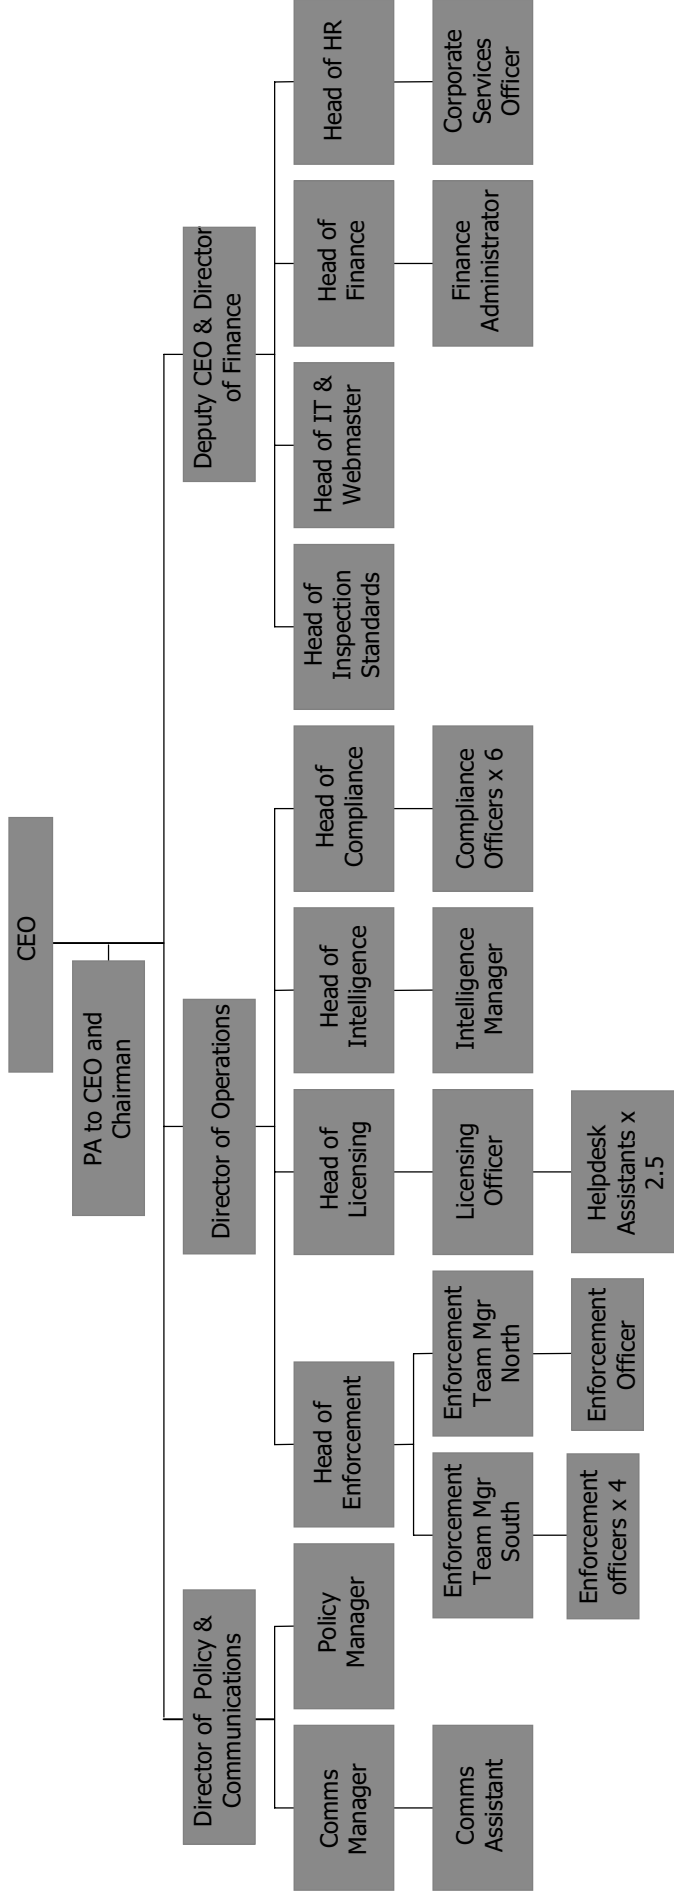 CEO
PA to CEO and
Chairman
Director of Policy &
Communications
Director of Operations
Deputy CEO & Director
of Finance
Comms
Manager
Policy
Manager
Head of
Enforcement
Head of
Licensing
Head of
Intelligence
Head of
Compliance
Head of
Inspection
Standards
Head of IT &
Webmaster
Head of
Finance
Head of HR
Comms
Assistant
Enforcement
Team Mgr
South
Enforcement
Team Mgr
North
Licensing
Officer
Intelligence
Manager
Compliance
Officers x 6
Finance
Administrator
Corporate
Services
Officer
Enforcement
officers x 4
Enforcement
Officer
Helpdesk
Assistants x
2.5